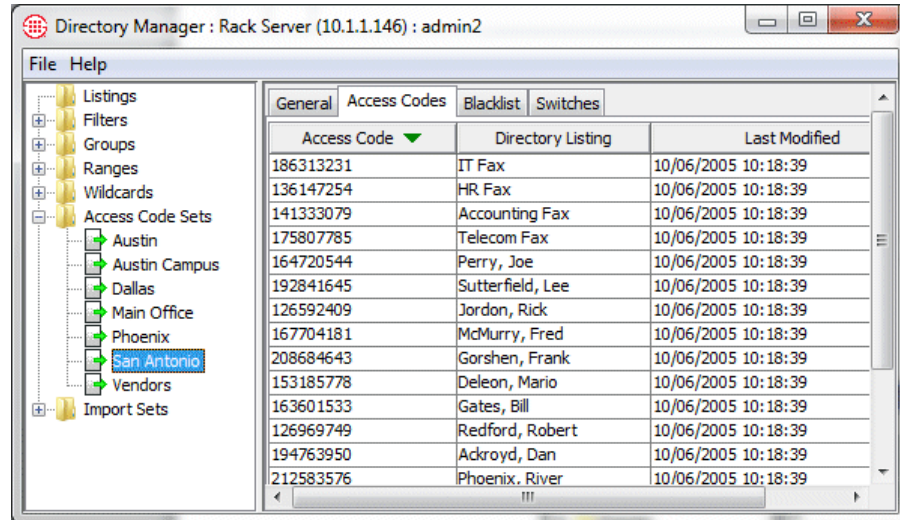 Directory Manager : Rack Server (10.1.1.146) : admin2
File Help
Listings
Filters
Groups
Ranges
Wildcards
Access Code Sets
Austin
Austin Campus
Dallas
Main Office
Phoenix
San Antonio
Vendors
Import Sets
General Access Codes Blacklist Switches
Access Code Directory Listing Last Modified
186313231 IT Fax 10/06/2005 10:18:39
136147254 HR Fax 10/06/2005 10:18:39
141333079 Accounting Fax 10/06/2005 10:18:39
175807785 Telecom Fax 10/06/2005 10:18:39
164720544 Perry, Joe 10/06/2005 10:18:39
192841645 Sutterfield, Lee 10/06/2005 10:18:39
126592409 Jordon, Rick 10/06/2005 10:18:39
167704181 McMurry, Fred 10/06/2005 10:18:39
208684643 Gorshen, Frank 10/06/2005 10:18:39
153185778 Deleon, Mario 10/06/2005 10:18:39
163601533 Gates, Bill 10/06/2005 10:18:39
126969749 Redford, Robert 10/06/2005 10:18:39
194763950 Ackroyd, Dan 10/06/2005 10:18:39
212583576 Phoenix, River 10/06/2005 10:18:39